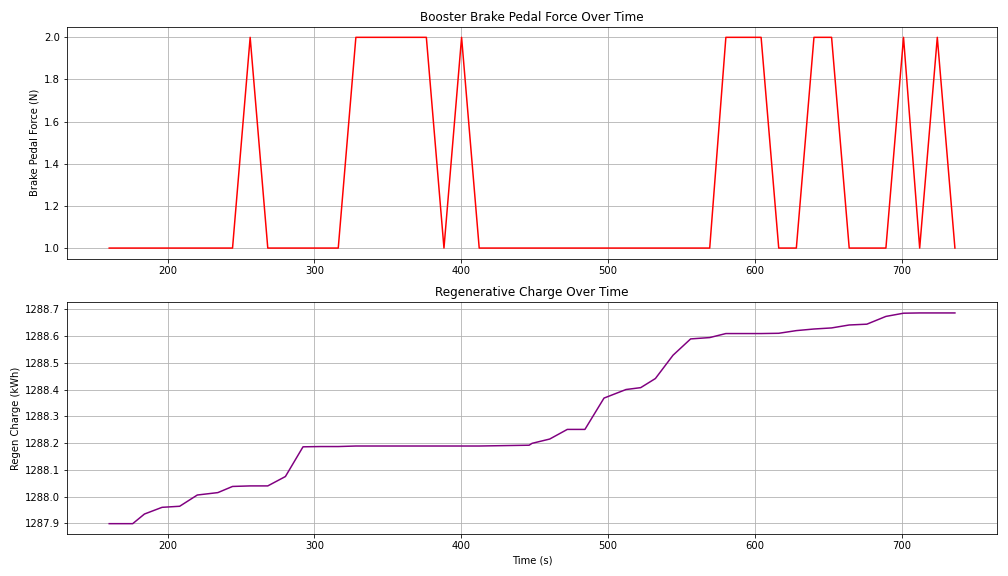 Booster Brake Pedal Force Over Time
Brake Pedal Force (N)
2.0
1.8
1.6
1.4
1.2
1.0
200 300 400 500 600 700
Regenerative Charge Over Time
Regen Charge (kWh)
1288.7
1288.6
1288.5
1288.4
1288.3
1288.2
1288.1
1288.0
1287.9
200 300 400 500 600 700
Time (s)